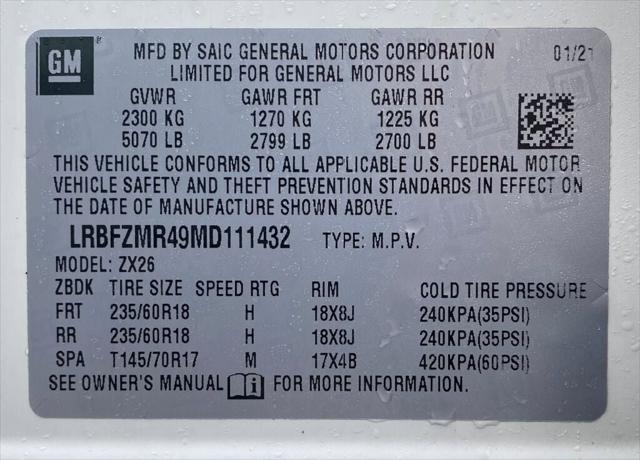 GM
MFD BY SAIC GENERAL MOTORS CORPORATION 01/21
LIMITED FOR GENERAL MOTORS LLC
GVWR GAWR FRT GAWR RR
2300 KG 1270 KG 1225 KG
5070 LB 2799 LB 2700 LB
THIS VEHICLE CONFORMS TO ALL APPLICABLE U.S. FEDERAL MOTOR
VEHICLE SAFETY AND THEFT PREVENTION STANDARDS IN EFFECT ON
THE DATE OF MANUFACTURE SHOWN ABOVE.
LRBFZMR49MD111432 TYPE: M.P.V.
MODEL: ZX26
ZBDK TIRE SIZE SPEED RTG RIM COLD TIRE PRESSURE
FRT 235/60R18 H 18X8J 240KPA(35PSI)
RR 235/60R18 H 18X8J 240KPA(35PSI)
SPA T145/70R17 M 17X4B 420KPA(60PSI)
SEE OWNER'S MANUAL FOR MORE INFORMATION.